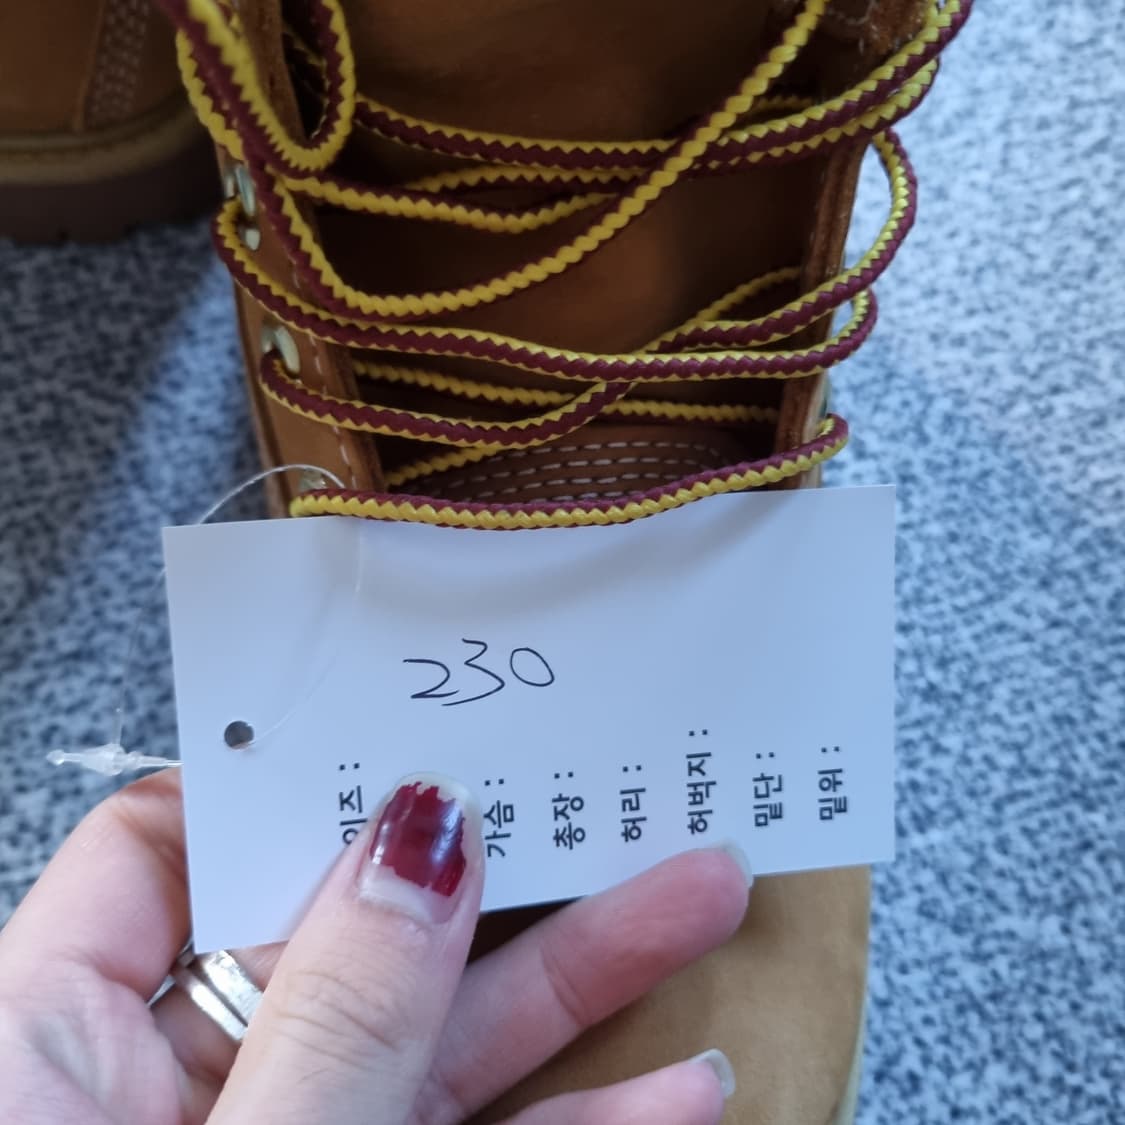 230
이즈 :
가슴 :
총장 :
허리 :
허벅지 :
밑단 :
밑위 :